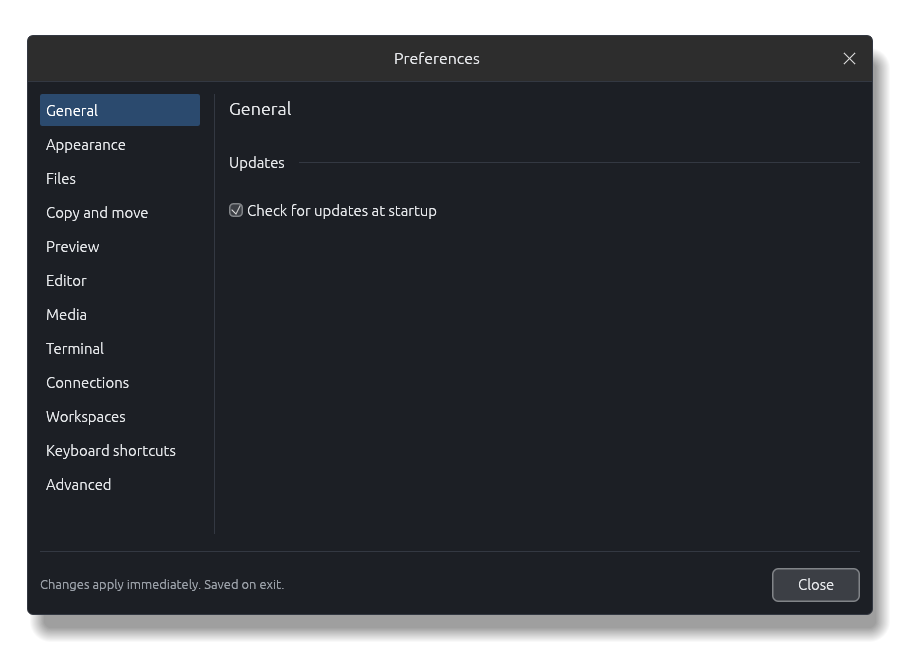 Preferences
General
Appearance
Files
Copy and move
Preview
Editor
Media
Terminal
Connections
Workspaces
Keyboard shortcuts
Advanced
General
Updates
Check for updates at startup
Changes apply immediately. Saved on exit.
Close